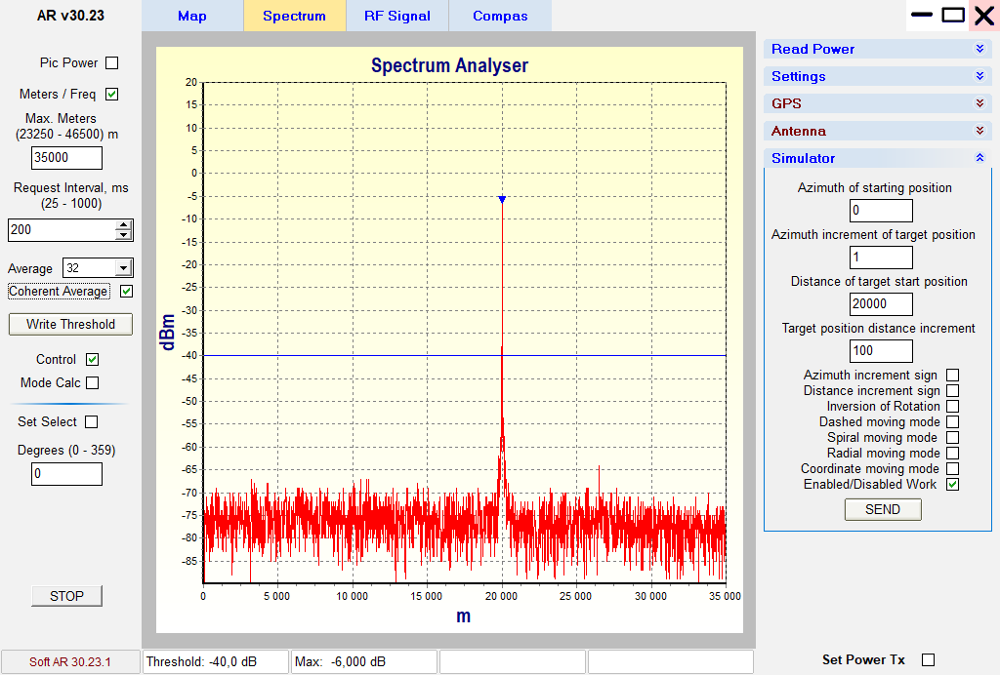 AR v30.23
Map
Spectrum
RF Signal
Compas
Pic Power
Meters / Freq
Max. Meters
(23250 - 46500) m
35000
Request Interval, ms
(25 - 1000)
200
Average 32
Coherent Average
Write Threshold
Control
Mode Calc
Set Select
Degrees (0 - 359)
0
STOP
Soft AR 30.23.1
Spectrum Analyser
dBm
20
15
10
5
0
-5
-10
-15
-20
-25
-30
-35
-40
-45
-50
-55
-60
-65
-70
-75
-80
-85
0 5 000 10 000 15 000 20 000 25 000 30 000 35 000
m
Threshold: -40,0 dB
Max: -6,000 dB
Read Power
Settings
GPS
Antenna
Simulator
Azimuth of starting position
0
Azimuth increment of target position
1
Distance of target start position
20000
Target position distance increment
100
Azimuth increment sign
Distance increment sign
Inversion of Rotation
Dashed moving mode
Spiral moving mode
Radial moving mode
Coordinate moving mode
Enabled/Disabled Work
SEND
Set Power Tx